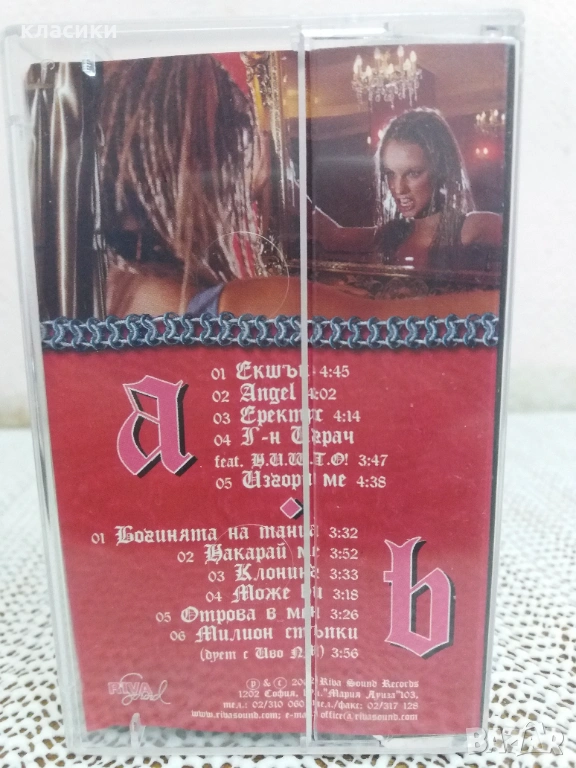 класики
a
01 Екшън 4:45
02 Angel 4:02
03 Еректус 4:14
04 Г-н Играч
feat. Н.И.Щ.Т.О! 3:47
05 Изгори ме 4:38
01 Богинята на танца 3:32
02 Накарай ме 3:52
03 Клонинг 3:33
04 Може би 3:18
05 Отрова в мен 3:26
06 Милион стъпки
(дует с Иво 3:56
b
RIVA Sound
p & c 2002 Riva Sound Records
1202 София, бул."Мария Луиза"103,
тел.: 02/310 060 тел./факс: 02/317 128
www.rivasound.com; e-mail: office@rivasound.com
BAZAR